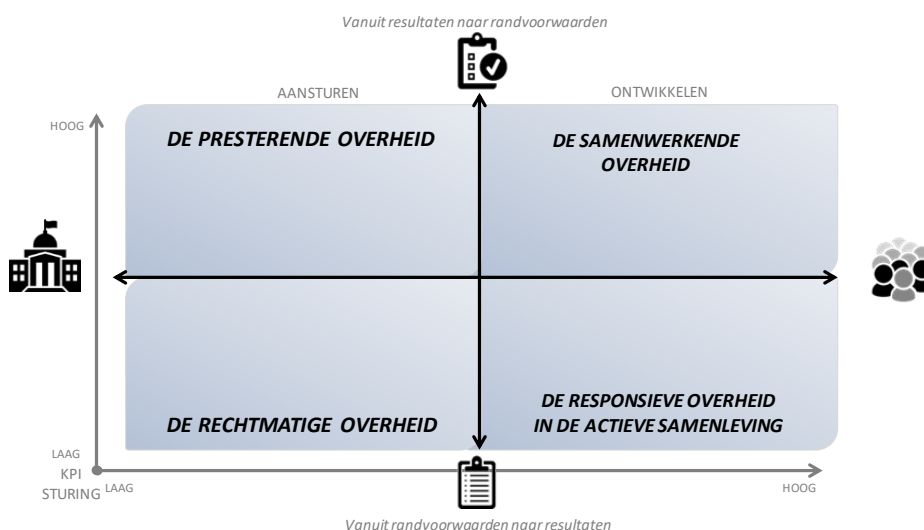 Vanuit resultaten naar randvoorwaarden
AANSTUREN
ONTWIKKELEN
HOOG
DE PRESTERENDE OVERHEID
DE SAMENWERKENDE
OVERHEID
DE RECHTMATIGE OVERHEID
DE RESPONSIEVE OVERHEID
IN DE ACTIEVE SAMENLEVING
LAAG
KPI
STURING
LAAG
HOOG
Vanuit randvoorwaarden naar resultaten